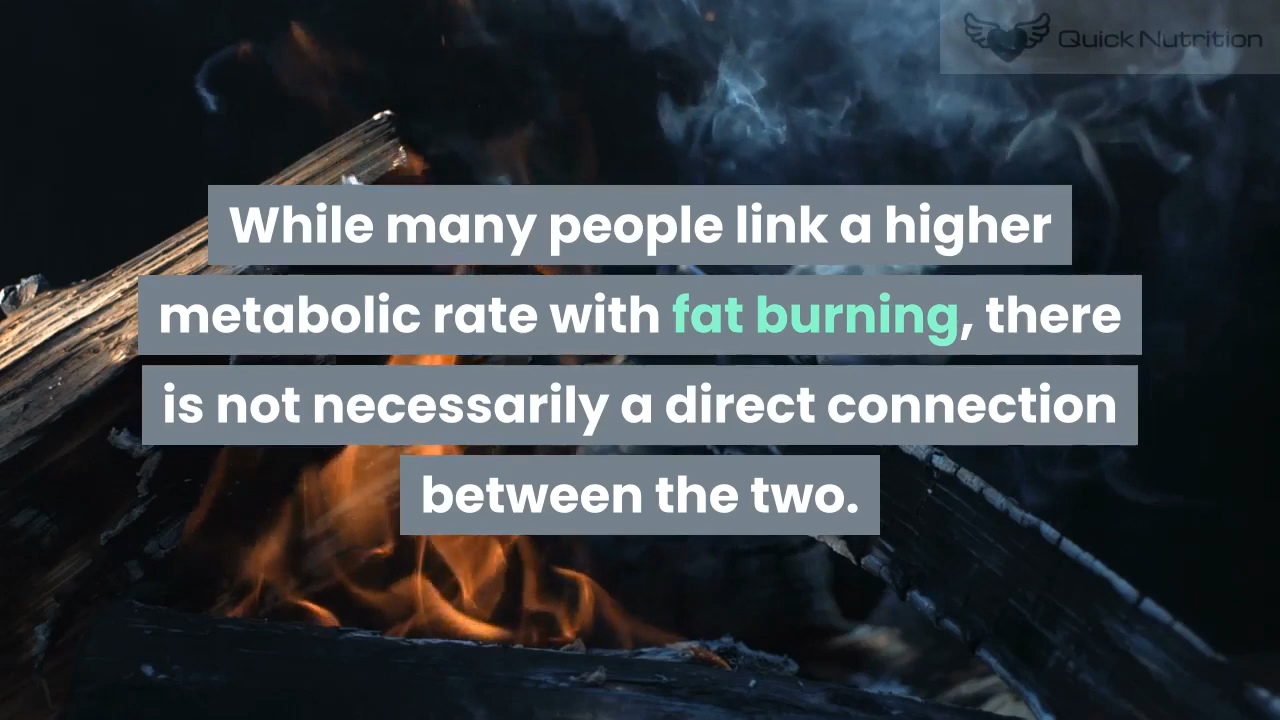 Quick Nutrition
While many people link a higher
metabolic rate with fat burning, there
is not necessarily a direct connection
between the two.